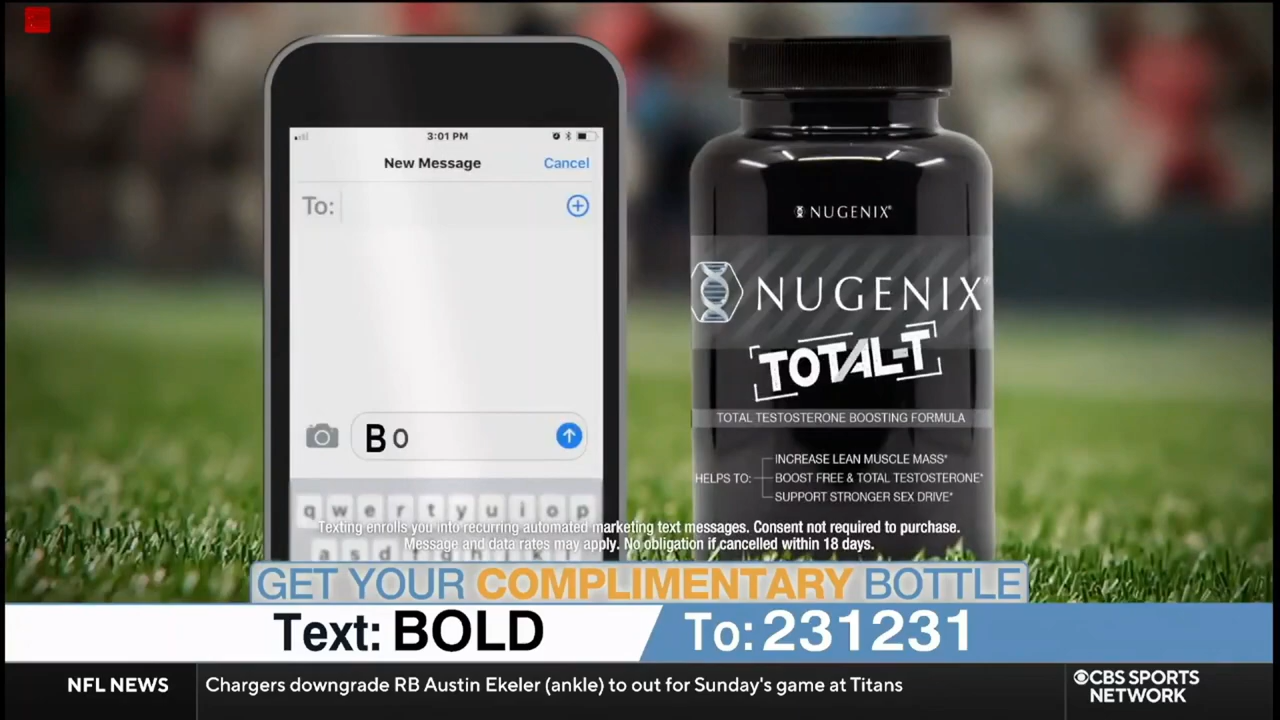 3:01 PM
New Message
Cancel
To:
B O
q w e r t y u i o p
a s d
NUGENIX®
NUGENIX®
TOTAL-T
TOTAL TESTOSTERONE BOOSTING FORMULA
HELPS TO:
INCREASE LEAN MUSCLE MASS*
BOOST FREE & TOTAL TESTOSTERONE*
SUPPORT STRONGER SEX DRIVE*
Texting enrolls you into recurring automated marketing text messages. Consent not required to purchase.
Message and data rates may apply. No obligation if cancelled within 18 days.
GET YOUR COMPLIMENTARY BOTTLE
Text: BOLD
To: 231231
NFL NEWS
Chargers downgrade RB Austin Ekeler (ankle) to out for Sunday's game at Titans
CBS SPORTS
NETWORK